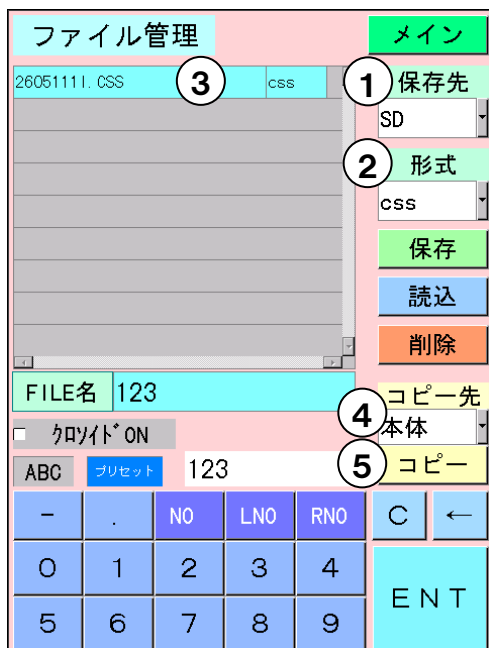 ファイル管理
メイン
26051111.CSS
css
③
①
保存先
SD
②
形式
css
保存
読込
削除
FILE名
123
コピー先
④
本体
クロソイドON
ABC
プリセット
123
⑤
コピー
-
.
NO
LNO
RNO
C
←
0
1
2
3
4
ENT
5
6
7
8
9